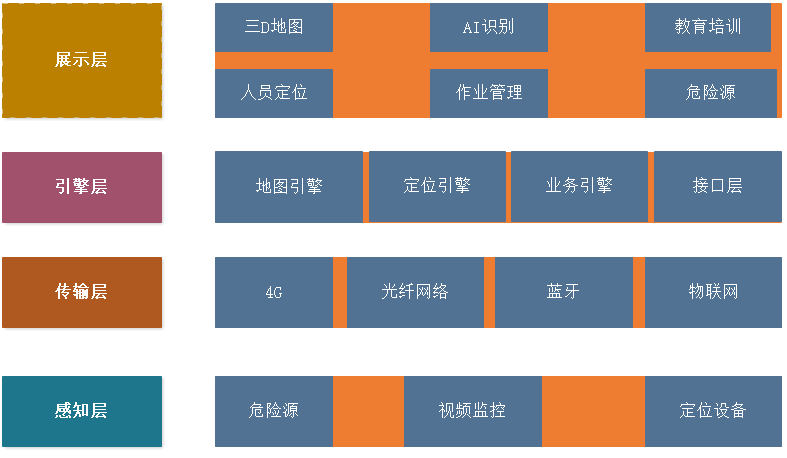 展示层
三D地图
AI识别
教育培训
人员定位
作业管理
危险源
引擎层
地图引擎
定位引擎
业务引擎
接口层
传输层
4G
光纤网络
蓝牙
物联网
感知层
危险源
视频监控
定位设备